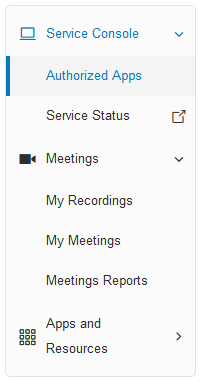 Service Console
Authorized Apps
Service Status
Meetings
My Recordings
My Meetings
Meetings Reports
Apps and
Resources